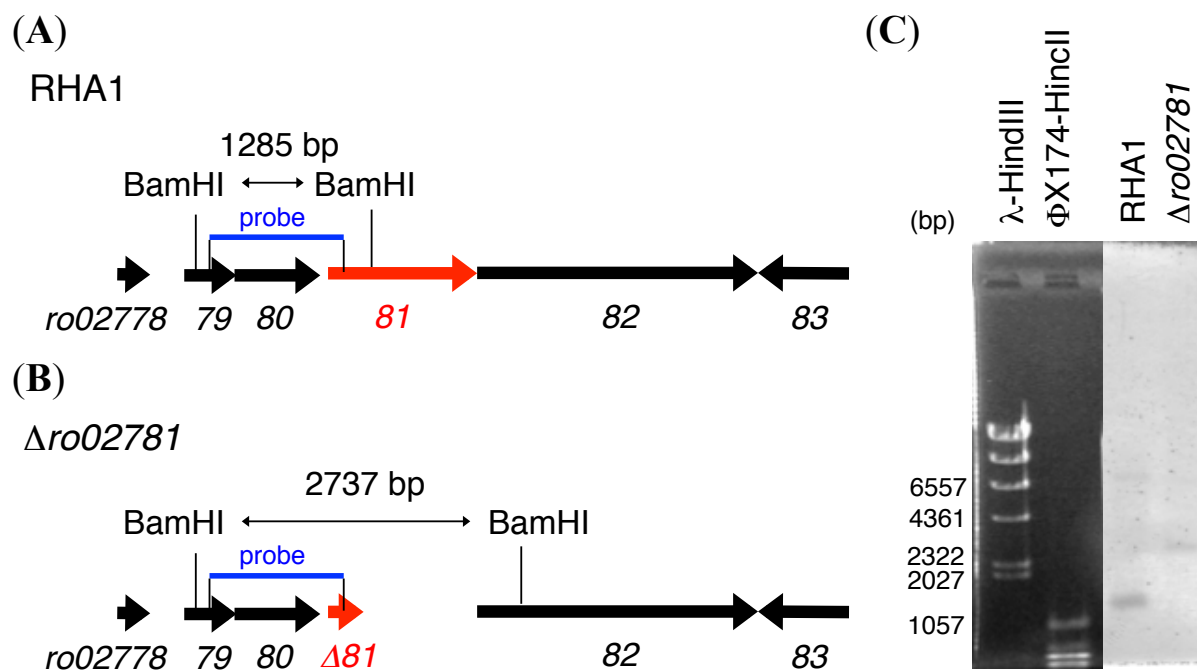 (A)
RHA1
1285 bp
BamHI BamHI
probe
ro02778 79 80 81 82 83
(B)
Δro02781
2737 bp
BamHI BamHI
probe
ro02778 79 80 Δ81 82 83
(C)
λ-HindIII
ΦX174-HincII
RHA1
Δro02781
(bp)
6557
4361
2322
2027
1057